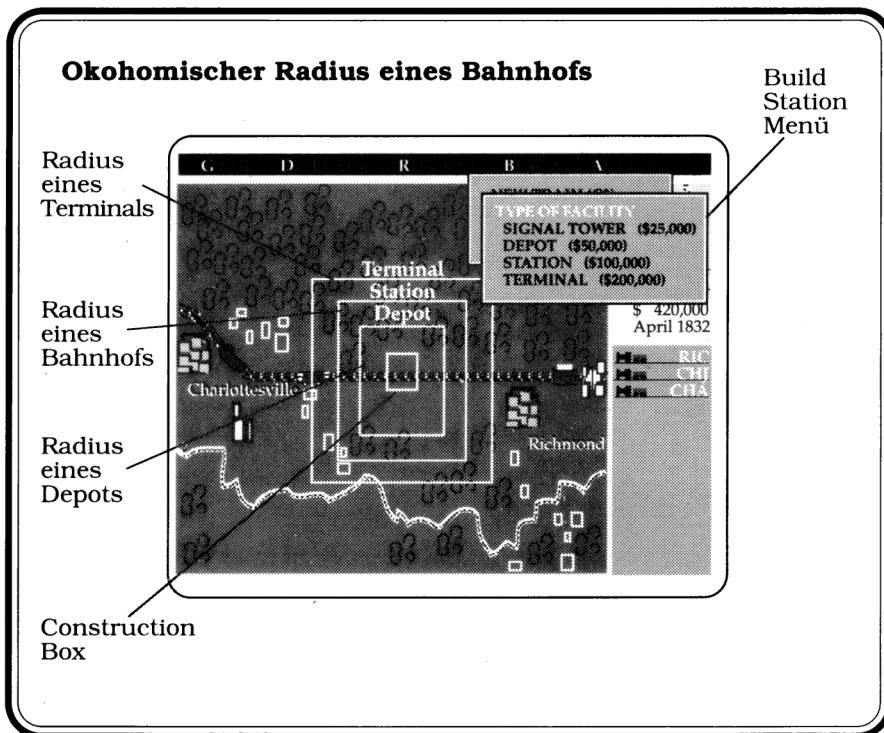 Okohomischer Radius eines Bahnhofs
Build
Station
Menü
Radius
eines
Terminals
G D R B A
TYPE OF FACILITY
SIGNAL TOWER ($25,000)
DEPOT ($50,000)
STATION ($100,000)
TERMINAL ($200,000)
Terminal
Station
Depot
$ 420,000
April 1832
RIC
CHI
CHA
Radius
eines
Bahnhofs
Charlottesville
Richmond
Radius
eines
Depots
Construction
Box